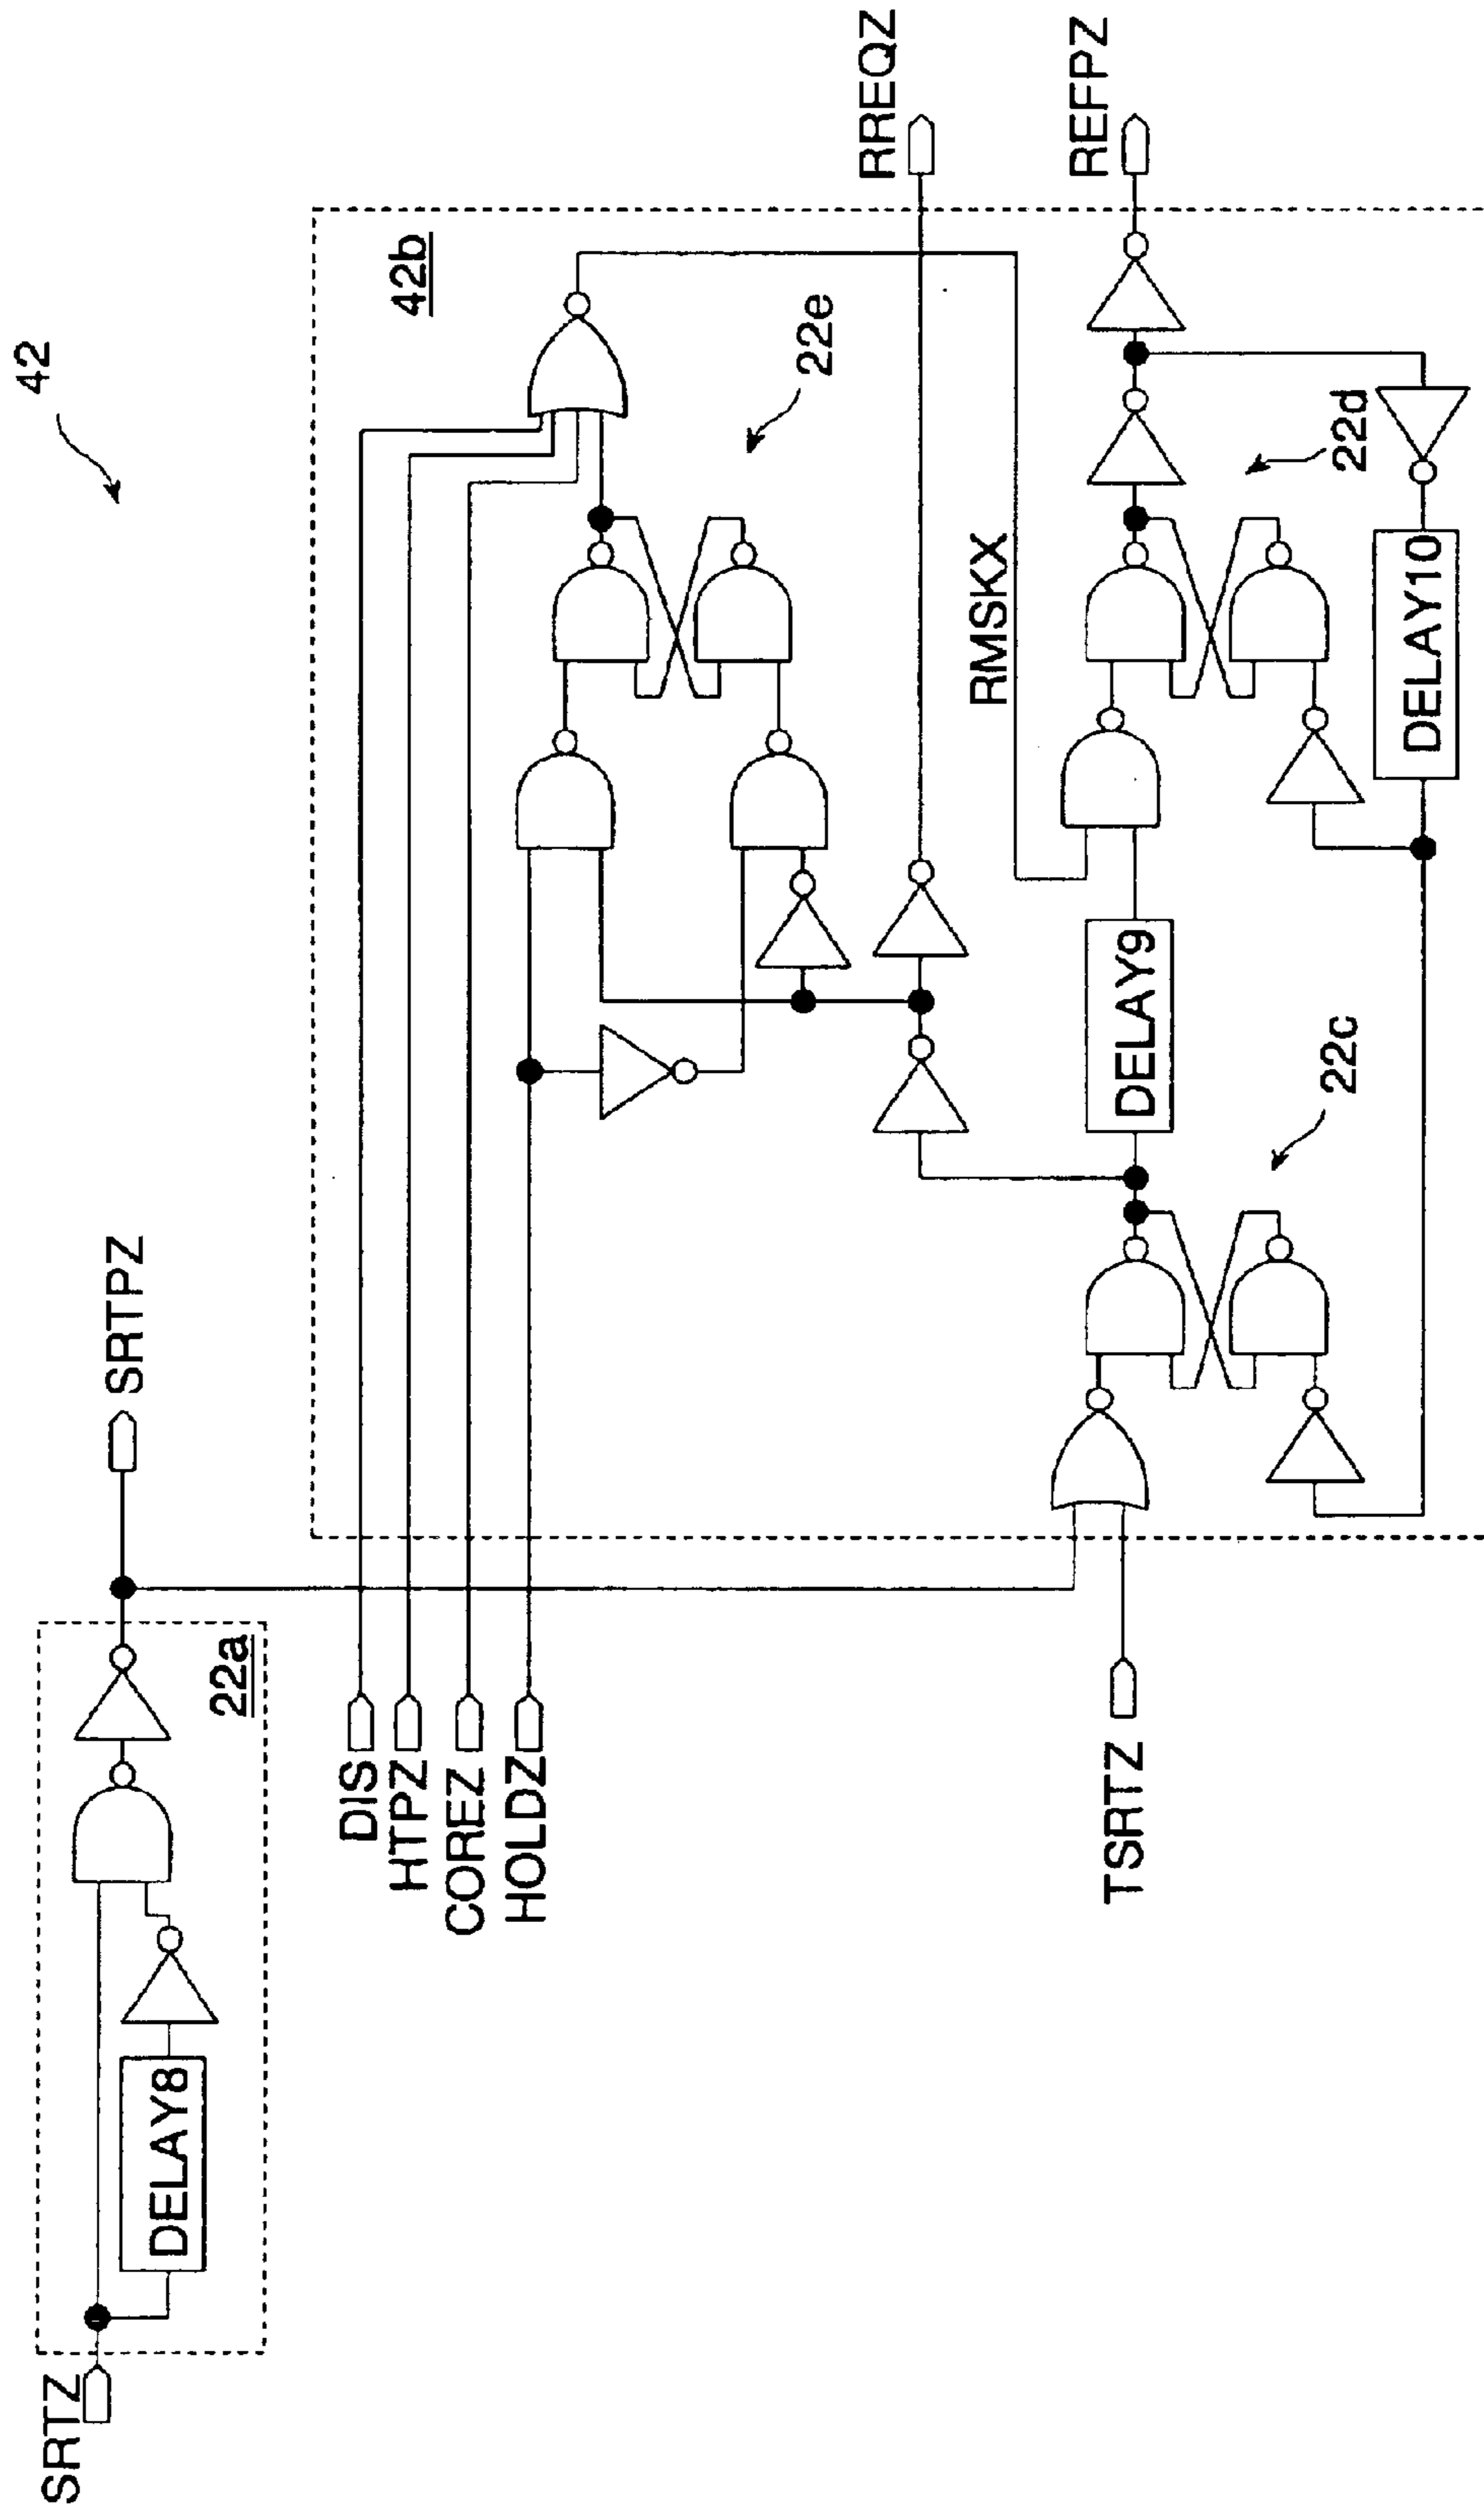 42
SRTZ
DELAY8
22a
SRTPZ
DIS
HTPZ
COREZ
HOLDZ
42b
22e
RREQZ
RMSKX
TSRTZ
22c
DELAY9
22d
DELAY10
REFPZ